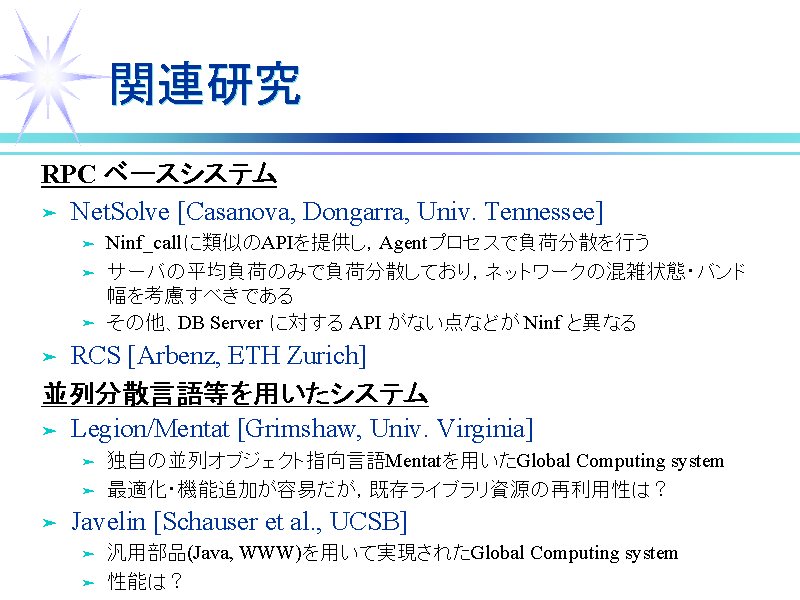 関連研究
RPC ベースシステム
NetSolve [Casanova, Dongarra, Univ. Tennessee]
Ninf_callに類似のAPIを提供し，Agentプロセスで負荷分散を行う
サーバの平均負荷のみで負荷分散しており，ネットワークの混雑状態・バンド
幅を考慮すべきである
その他、DB Server に対する API がない点などが Ninf と異なる
RCS [Arbenz, ETH Zurich]
並列分散言語等を用いたシステム
Legion/Mentat [Grimshaw, Univ. Virginia]
独自の並列オブジェクト指向言語Mentatを用いたGlobal Computing system
最適化・機能追加が容易だが，既存ライブラリ資源の再利用性は？
Javelin [Schauser et al., UCSB]
汎用部品(Java, WWW)を用いて実現されたGlobal Computing system
性能は？